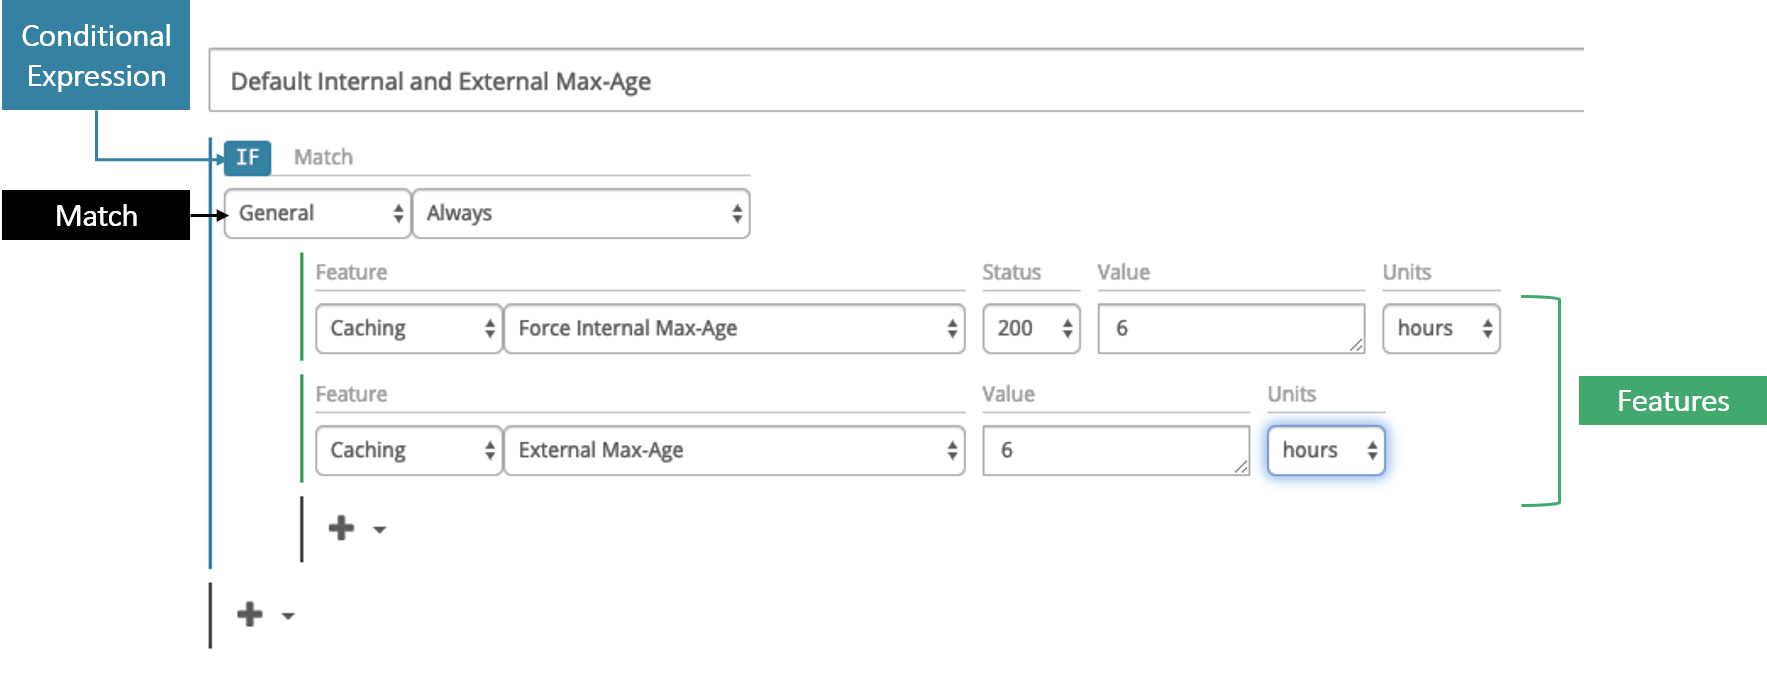 Conditional
Expression
Default Internal and External Max-Age
IF Match
Match
General Always
Feature Status Value Units
Caching Force Internal Max-Age 200 6 hours
Feature Value Units
Features
Caching External Max-Age 6 hours